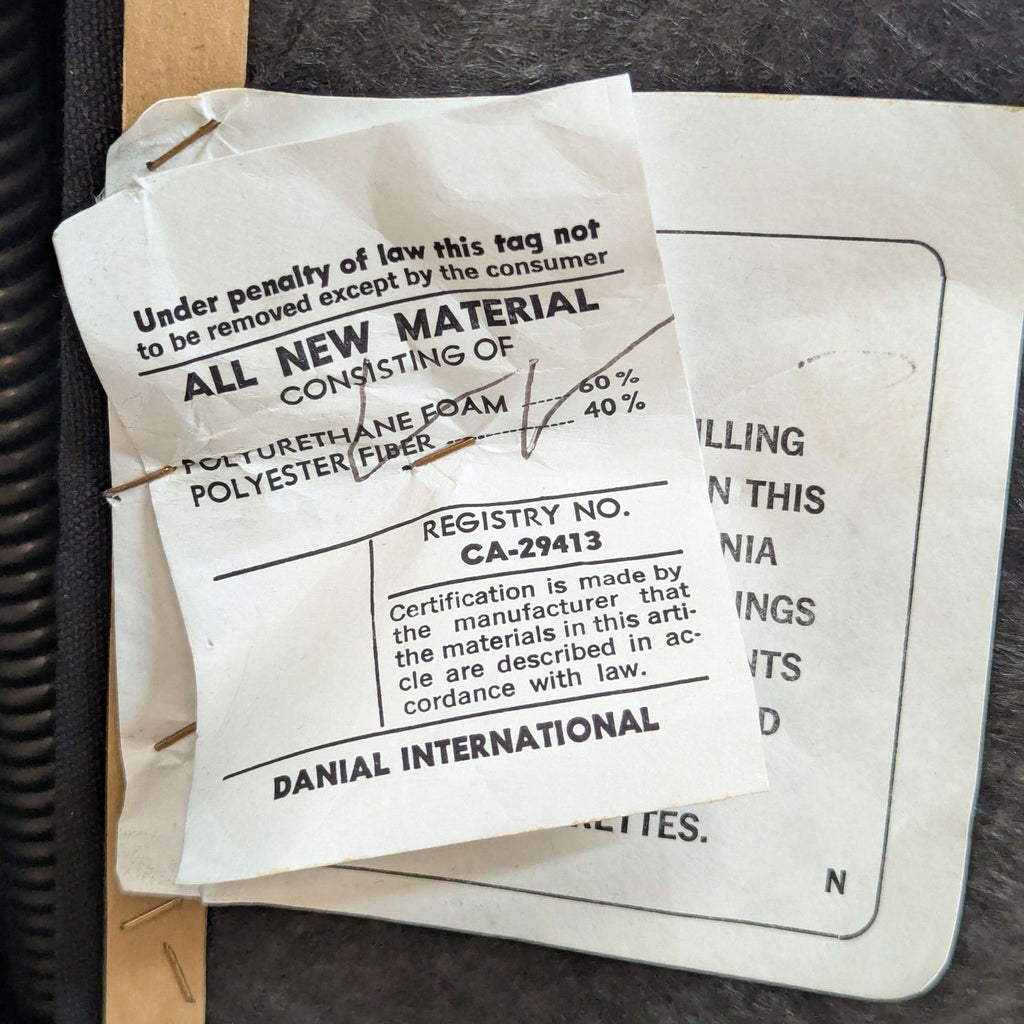 Under penalty of law this tag not
to be removed except by the consumer
ALL NEW MATERIAL
CONSISTING OF
POLYURETHANE FOAM -------- 60%
POLYESTER FIBER ---------------- 40%
REGISTRY NO.
CA-29413
Certification is made by
the manufacturer that
the materials in this arti-
cle are described in ac-
cordance with law.
DANIAL INTERNATIONAL
ILLING
N THIS
NIA
INGS
NTS
D
ETTES.
N